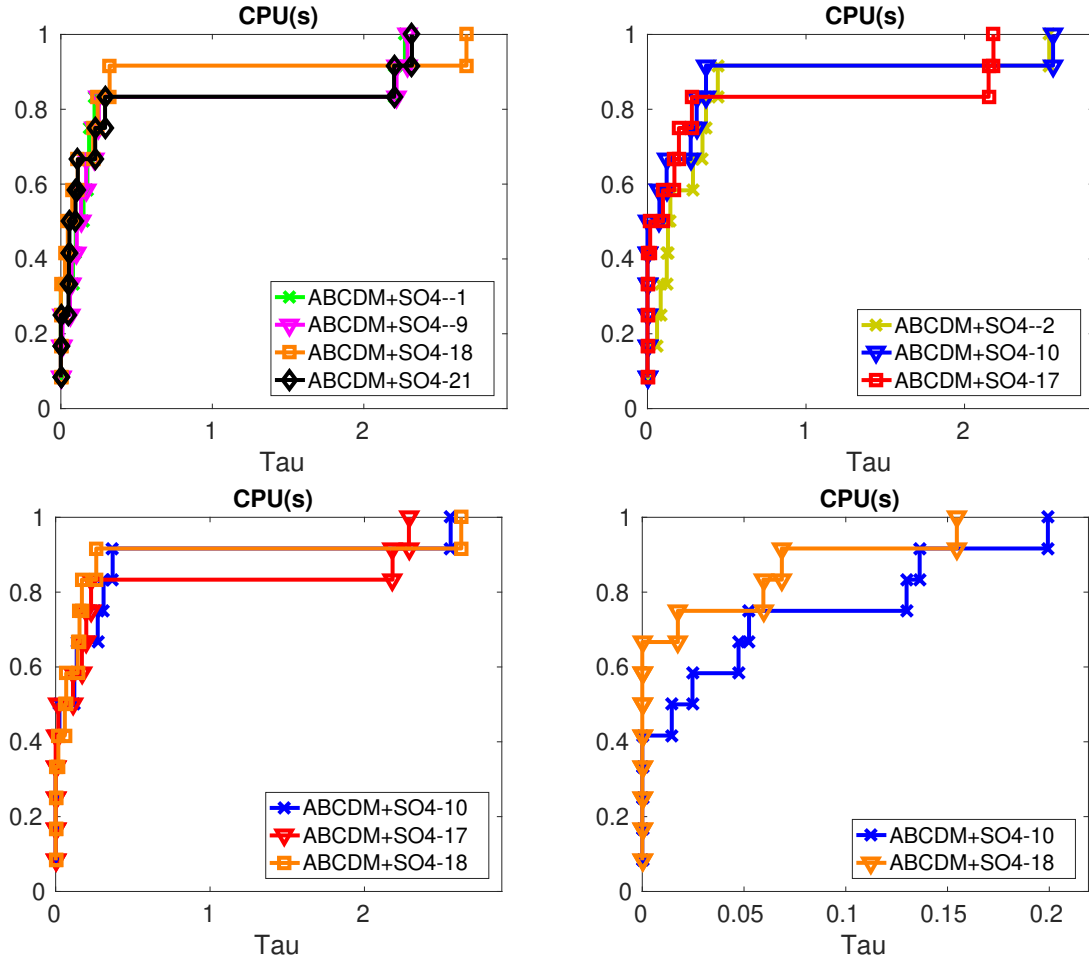 CPU(s)
1
0.8
0.6
0.4
0.2
0
0
1
2
Tau
ABCDM+SO4--1
ABCDM+SO4--9
ABCDM+SO4-18
ABCDM+SO4-21
CPU(s)
1
0.8
0.6
0.4
0.2
0
0
1
2
Tau
ABCDM+SO4--2
ABCDM+SO4-10
ABCDM+SO4-17
CPU(s)
1
0.8
0.6
0.4
0.2
0
0
1
2
Tau
ABCDM+SO4-10
ABCDM+SO4-17
ABCDM+SO4-18
CPU(s)
1
0.8
0.6
0.4
0.2
0
0
0.05
0.1
0.15
0.2
Tau
ABCDM+SO4-10
ABCDM+SO4-18